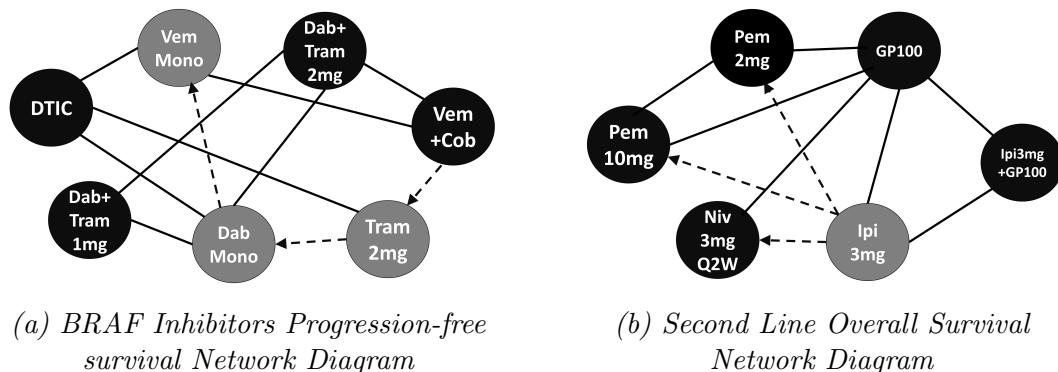 Vem
Mono
Dab+
Tram
2mg
DTIC
Vem
+Cob
Dab+
Tram
1mg
Dab
Mono
Tram
2mg
(a) BRAF Inhibitors Progression-free
survival Network Diagram
Pem
2mg
GP100
Pem
10mg
Ipi3mg
+GP100
Niv
3mg
Q2W
Ipi
3mg
(b) Second Line Overall Survival
Network Diagram